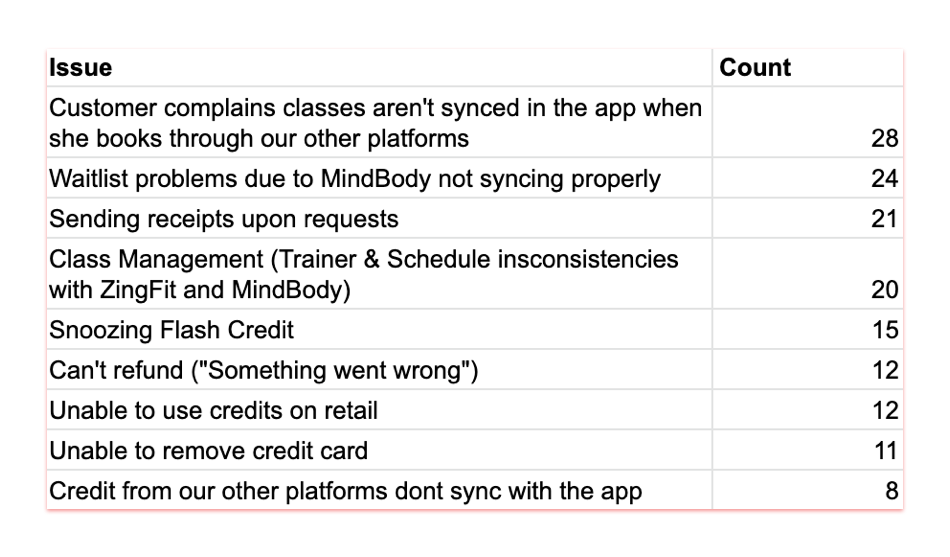 Issue Count
Customer complains classes aren't synced in the app when
she books through our other platforms 28
Waitlist problems due to MindBody not syncing properly 24
Sending receipts upon requests 21
Class Management (Trainer & Schedule insconsistencies
with ZingFit and MindBody) 20
Snoozing Flash Credit 15
Can't refund ("Something went wrong") 12
Unable to use credits on retail 12
Unable to remove credit card 11
Credit from our other platforms dont sync with the app 8